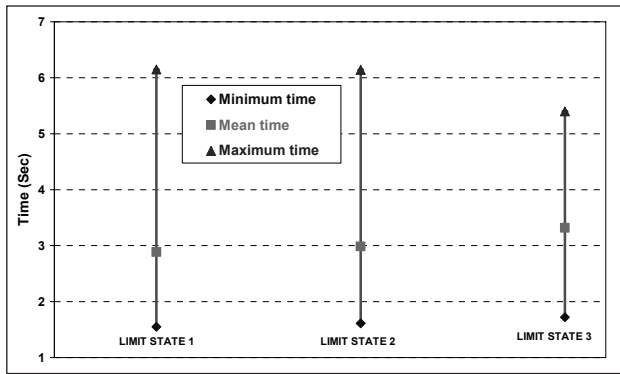 7
6
5
4
3
2
1
Time (Sec)
Minimum time
Mean time
Maximum time
LIMIT STATE 1
LIMIT STATE 2
LIMIT STATE 3